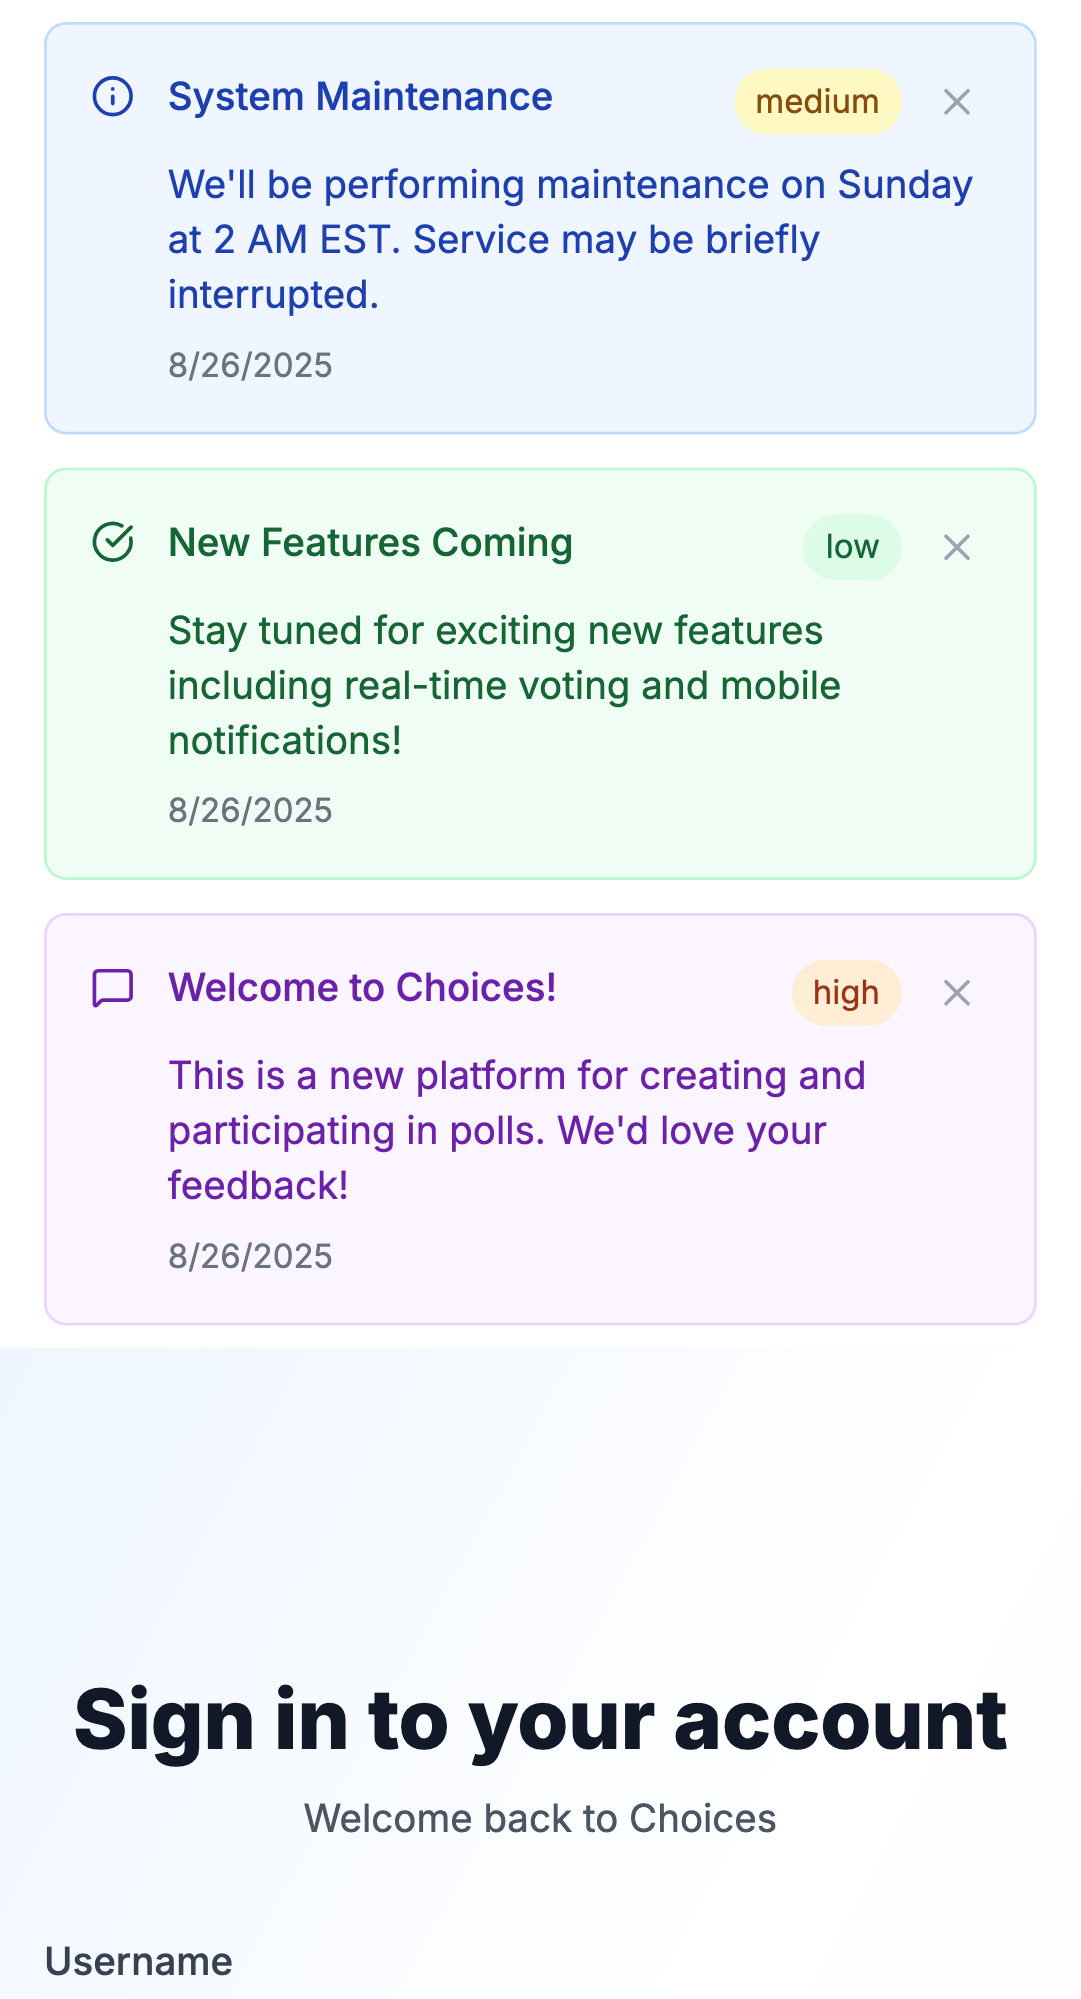 System Maintenance
medium
We'll be performing maintenance on Sunday
at 2 AM EST. Service may be briefly
interrupted.
8/26/2025
New Features Coming
low
Stay tuned for exciting new features
including real-time voting and mobile
notifications!
8/26/2025
Welcome to Choices!
high
This is a new platform for creating and
participating in polls. We'd love your
feedback!
8/26/2025
Sign in to your account
Welcome back to Choices
Username